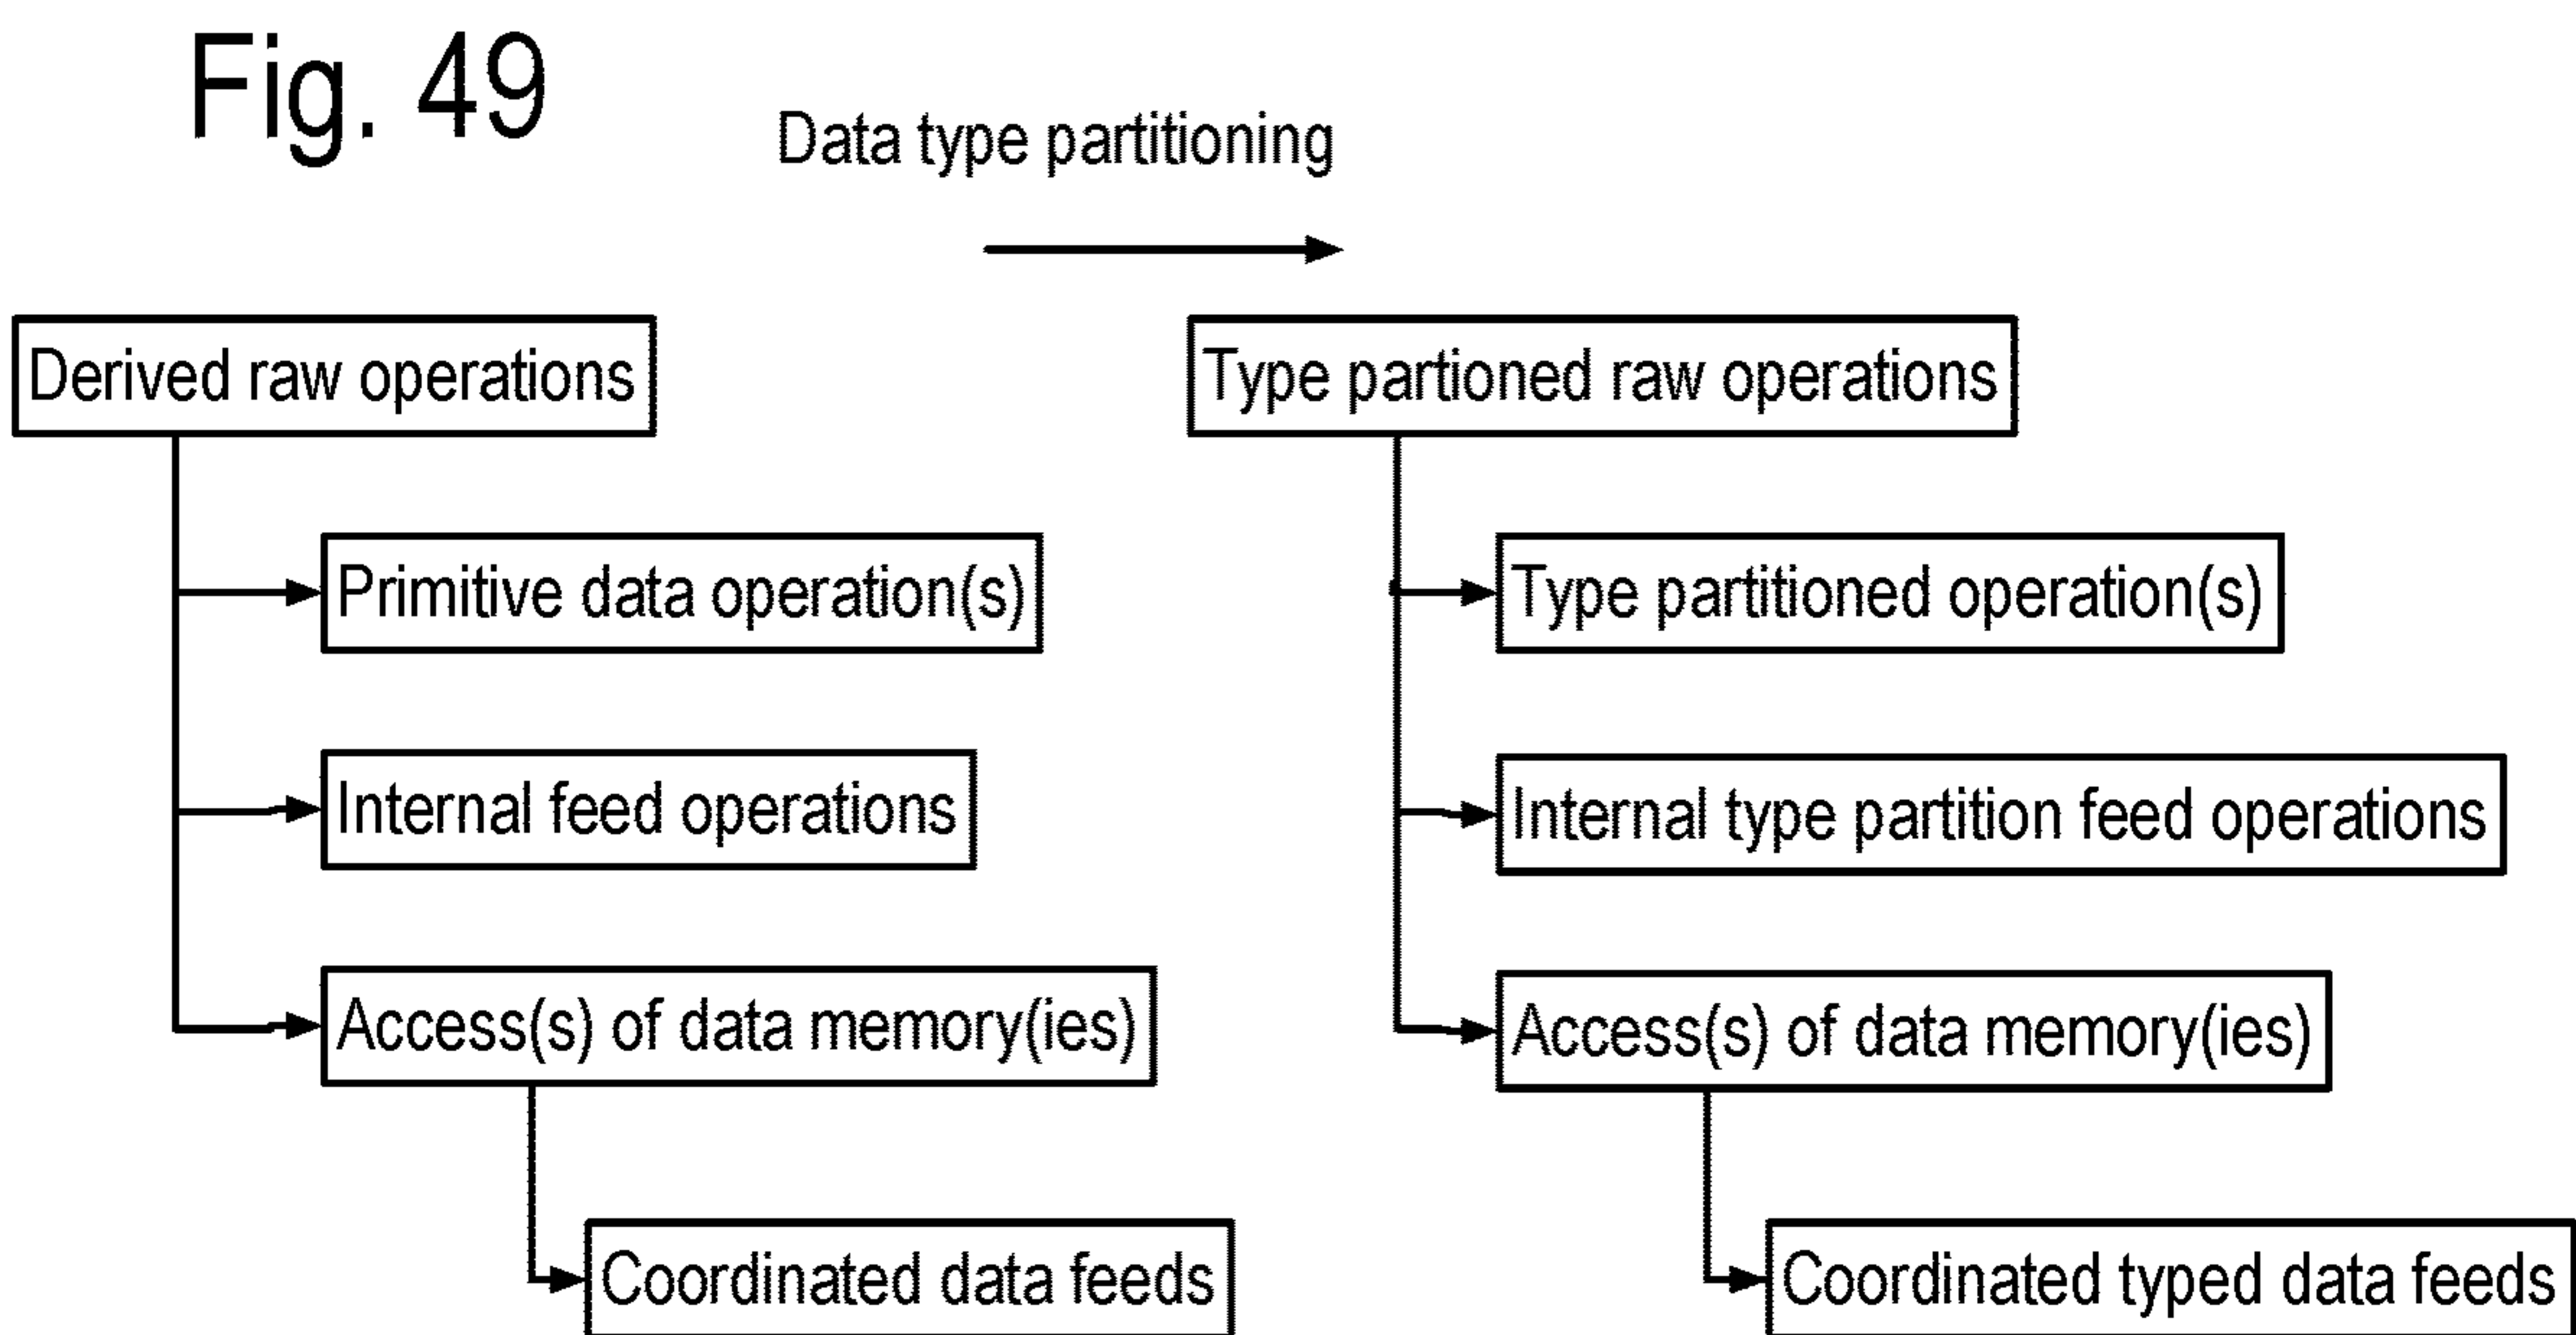 Fig. 49
Data type partitioning
Derived raw operations
Primitive data operation(s)
Internal feed operations
Access(s) of data memory(ies)
Coordinated data feeds
Type partioned raw operations
Type partitioned operation(s)
Internal type partition feed operations
Access(s) of data memory(ies)
Coordinated typed data feeds